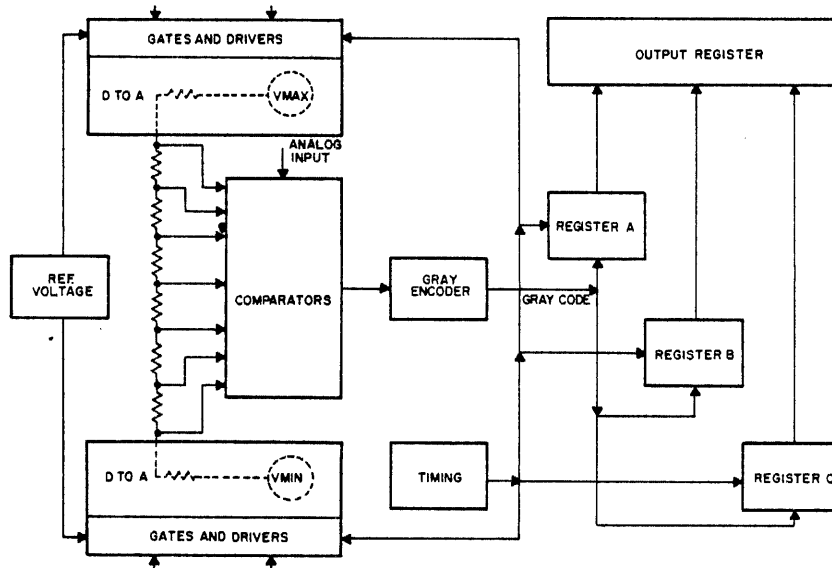 GATES AND DRIVERS
D TO A
VMAX
ANALOG
INPUT
OUTPUT REGISTER
REGISTER A
REF.
VOLTAGE
COMPARATORS
GRAY
ENCODER
GRAY CODE
REGISTER B
TIMING
REGISTER C
D TO A
VMIN
GATES AND DRIVERS